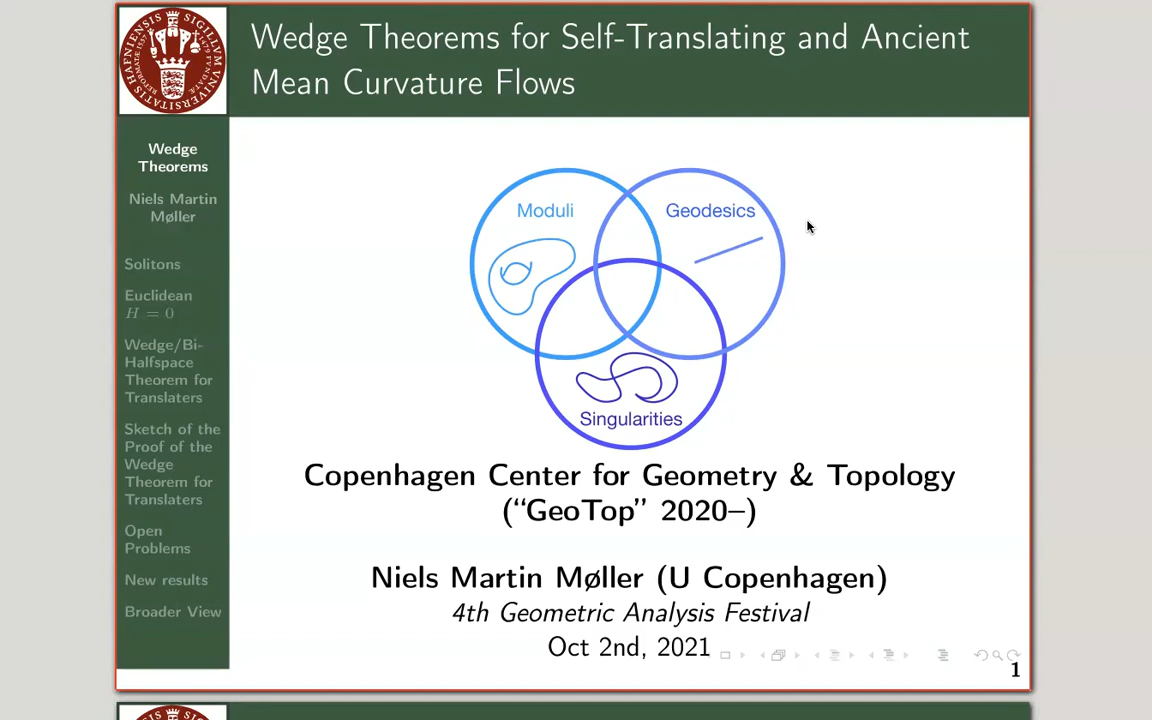 Wedge Theorems for Self-Translating and Ancient
Mean Curvature Flows
Wedge
Theorems
Niels Martin
Møller
Solitons
Euclidean
H = 0
Wedge/Bi-
Halfspace
Theorem for
Translaters
Sketch of the
Proof of the
Wedge
Theorem for
Translaters
Open
Problems
New results
Broader View
Moduli
Geodesics
Singularities
Copenhagen Center for Geometry & Topology
(“GeoTop” 2020–)
Niels Martin Møller (U Copenhagen)
4th Geometric Analysis Festival
Oct 2nd, 2021
1